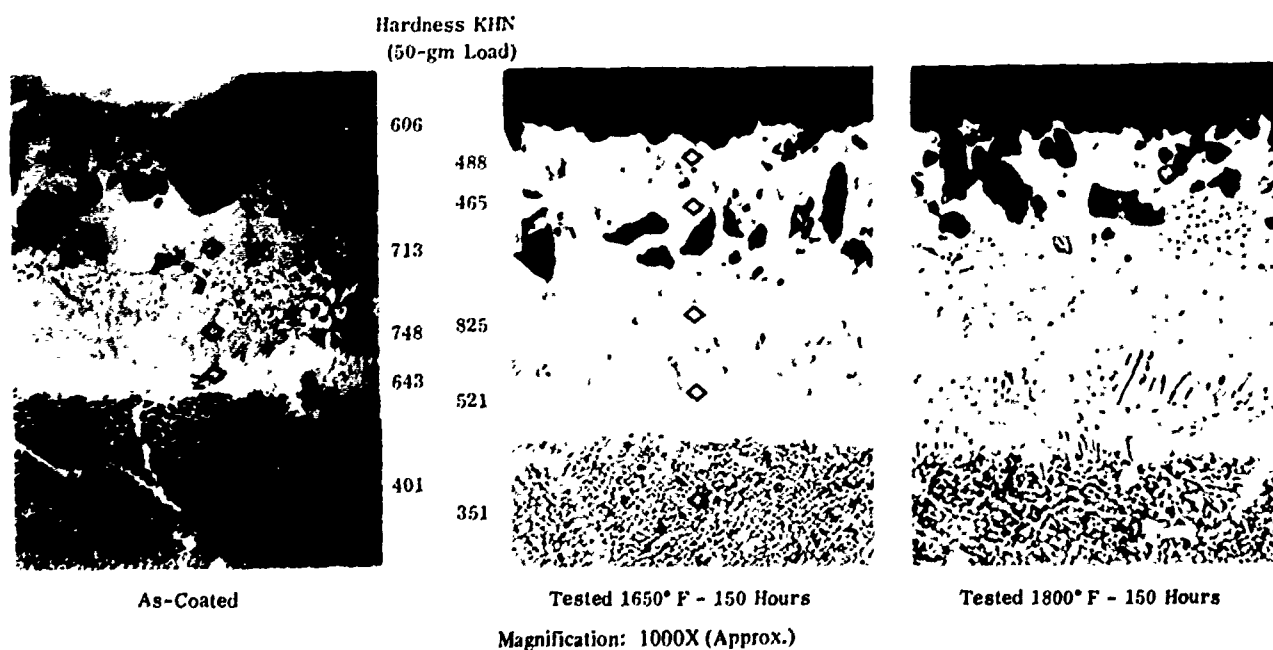 Hardness KHN
(50-gm Load)
606
713
748
643
401
488
465
825
521
351
As-Coated
Tested 1650° F - 150 Hours
Tested 1800° F - 150 Hours
Magnification: 1000X (Approx.)